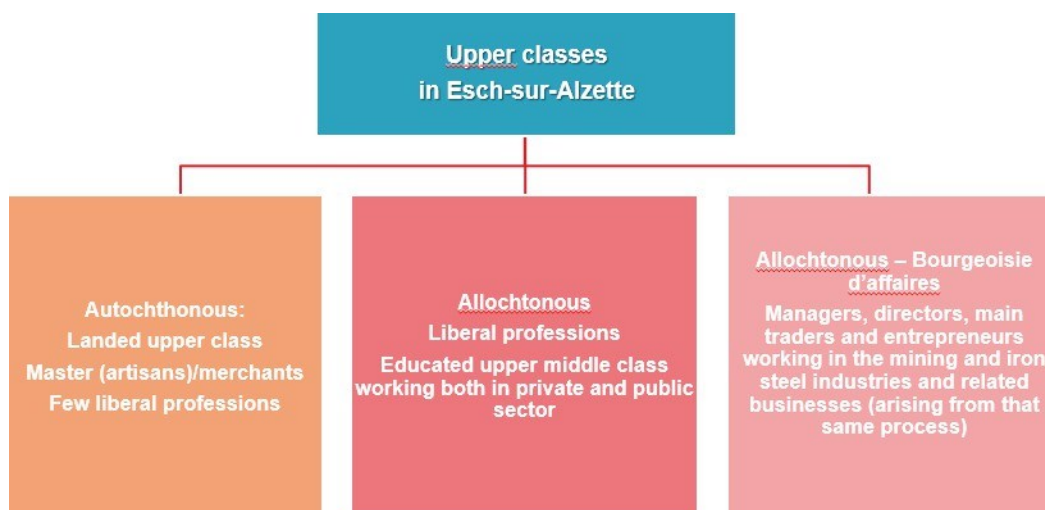 Upper classes
in Esch-sur-Alzette
Autochthonous:
Landed upper class
Master (artisans)/merchants
Few liberal professions
Allochtonous
Liberal professions
Educated upper middle class
working both in private and public
sector
Allochtonous – Bourgeoisie
d'affaires
Managers, directors, main
traders and entrepreneurs
working in the mining and iron
steel industries and related
businesses (arising from that
same process)